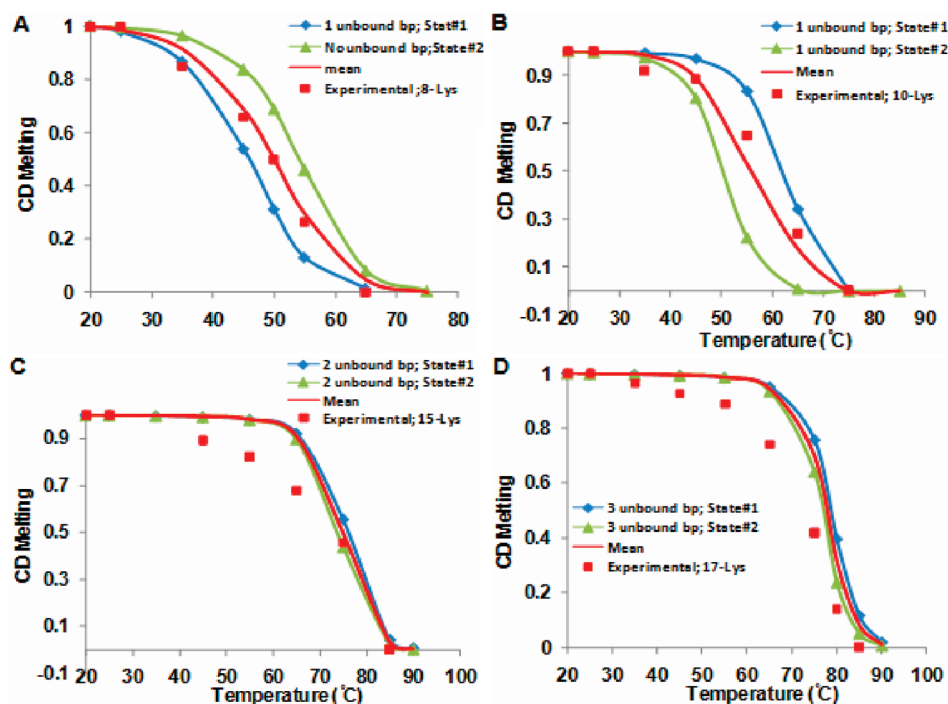 A
1 unbound bp; Stat#1
No unbound bp;State#2
mean
Experimental ;8-Lys
CD Melting
1
0.8
0.6
0.4
0.2
0
20 30 40 50 60 70 80
B
1 unbound bp; State#1
1 unbound bp; State#2
Mean
Experimental; 10-Lys
CD Melting
0.9
0.7
0.5
0.3
0.1
-0.1
20 30 40 50 60 70 80 90
Temperature (℃)
C
2 unbound bp; State#1
2 unbound bp; State#2
Mean
Experimental; 15-Lys
CD Melting
0.9
0.7
0.5
0.3
0.1
-0.1
20 30 40 50 60 70 80 90 100
Temperature (℃)
D
3 unbound bp; State#1
3 unbound bp; State#2
Mean
Experimental; 17-Lys
CD Melting
1
0.8
0.6
0.4
0.2
0
20 30 40 50 60 70 80 90 100
Temperature (℃)